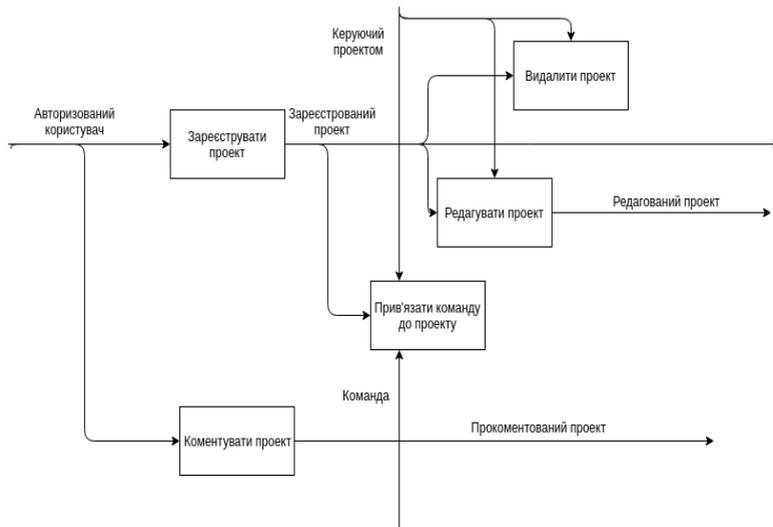 Керуючий
проектом
Видалити проект
Авторизований
користувач
Зареєструвати
проект
Зареєстрований
проект
Редагувати проект
Редагований проект
Прив'язати команду
до проекту
Команда
Коментувати проект
Прокоментований проект